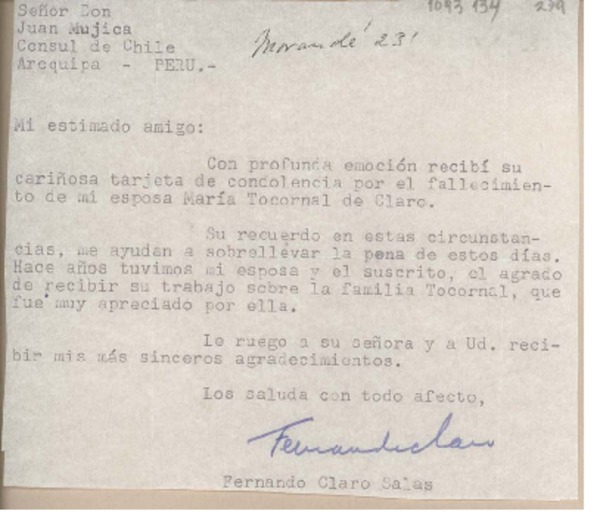 Señor Don
Juan Mujica
Consul de Chile
Arequipa - PERU.-
1093 134 279
Morandé 23'
Mi estimado amigo:
Con profunda emoción recibí su
cariñosa tarjeta de condolencia por el fallecimien-
to de mi esposa María Tocornal de Claro.
Su recuerdo en estas circunstan-
cias, me ayudan a sobrellevar la pena de estos días.
Hace años tuvimos mi esposa y el suscrito, el agrado
de recibir su trabajo sobre la familia Tocornal, que
fue muy apreciado por ella.
Le ruego a su señora y a Ud. reci-
bir mis más sinceros agradecimientos.
Los saluda con todo afecto,
Fernando Claro
Fernando Claro Salas